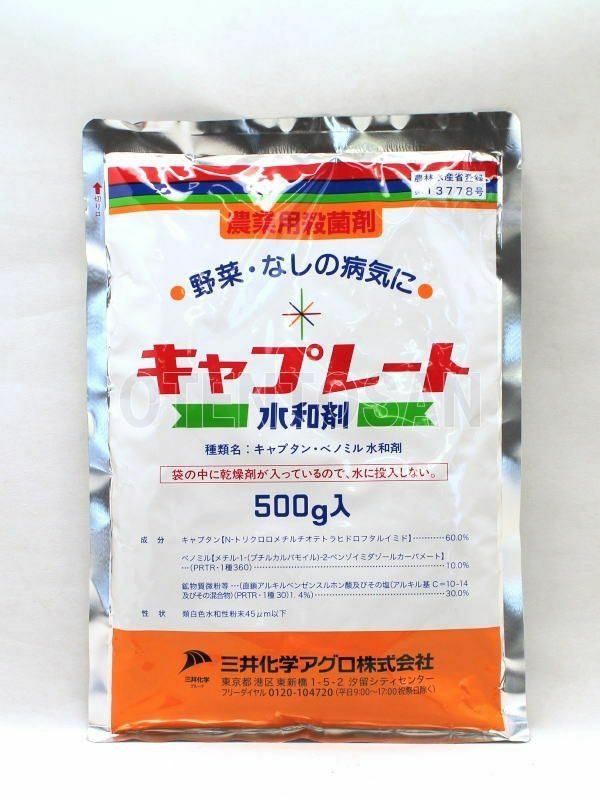 農林水産省登録
第13778号
切り口
農業用殺菌剤
野菜・なしの病気に
キャプレート
OTENTOSAN
水和剤
種類名：キャプタン・ベノミル水和剤
袋の中に乾燥剤が入っているので、水に投入しない。
500g入
成分 キャプタン【N-トリクロロメチルチオテトラヒドロフタルイミド】…………60.0%
ベノミル【メチル-1-(ブチルカルバモイル)-2-ベンゾイミダゾールカーバメート】
…(PRTR・1種360)……………………………………10.0%
鉱物質微粉等…(直鎖アルキルベンゼンスルホン酸及びその塩(アルキル基C=10-14
及びその混合物)(PRTR・1種30)1.4%)……………………30.0%
性状 類白色水和性粉末45μm以下
三井化学
グループ
三井化学アグロ株式会社
東京都港区東新橋1-5-2 汐留シティセンター
フリーダイヤル0120-104720(平日9:00~17:00祝祭日除く)